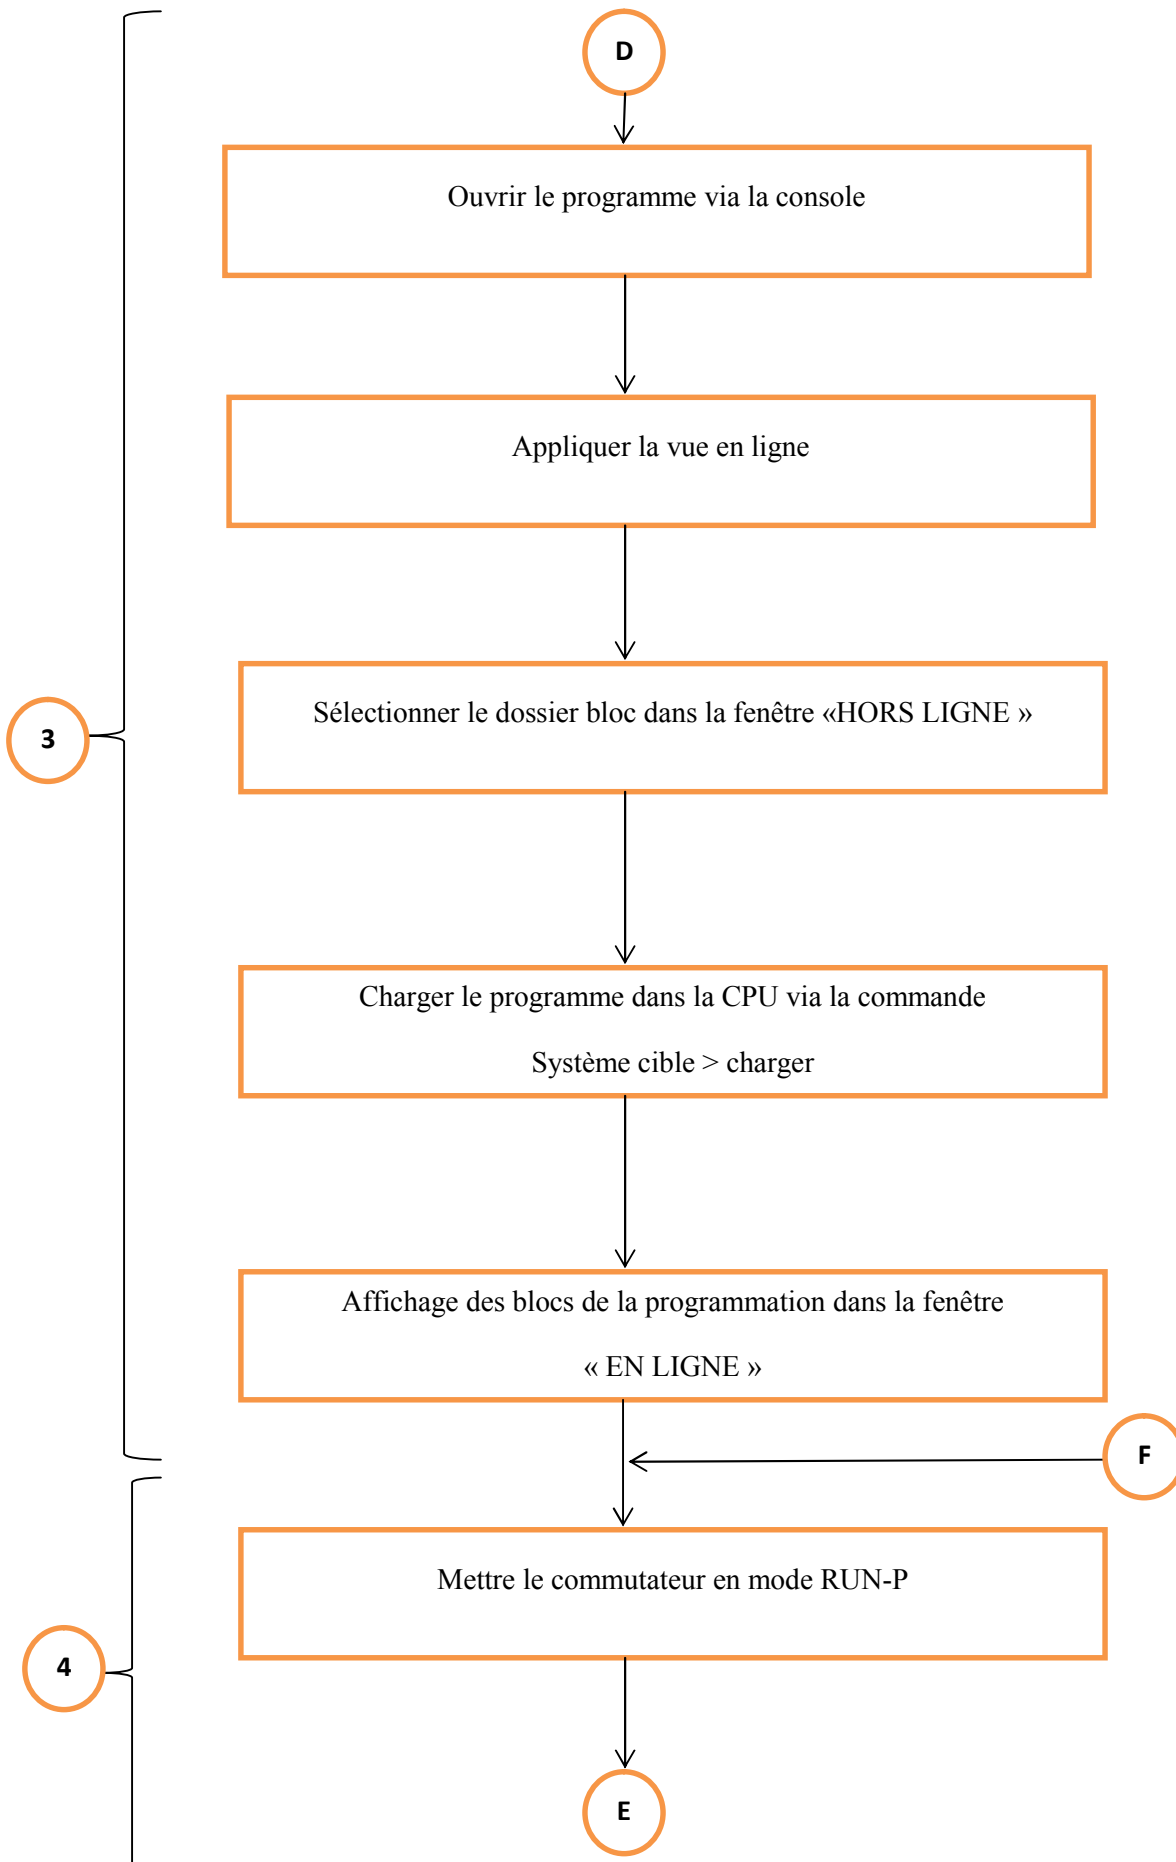 D
Ouvrir le programme via la console
Appliquer la vue en ligne
Sélectionner le dossier bloc dans la fenêtre «HORS LIGNE »
3
Charger le programme dans la CPU via la commande
Système cible > charger
Affichage des blocs de la programmation dans la fenêtre
« EN LIGNE »
F
Mettre le commutateur en mode RUN-P
4
E